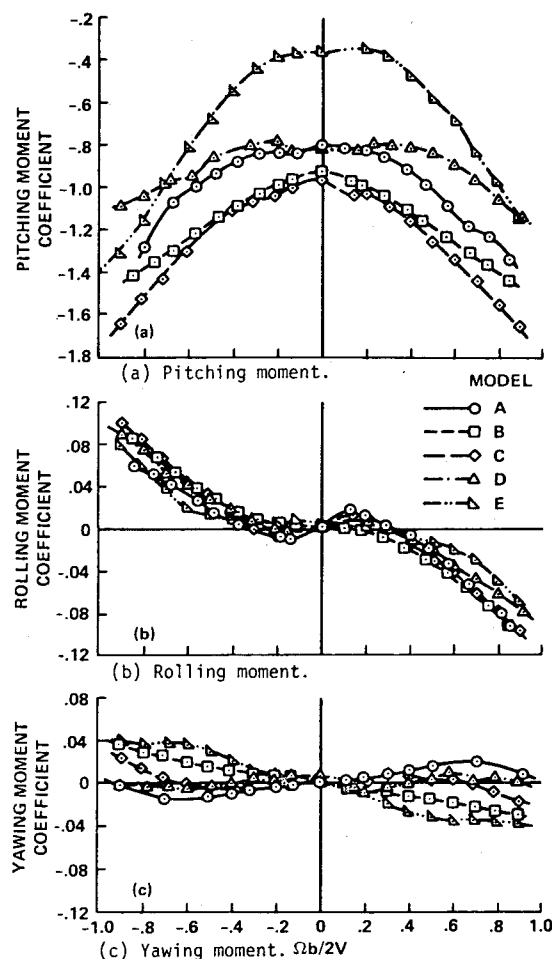 -.2
-.4
-.6
-.8
-1.0
-1.2
-1.4
-1.6
-1.8
PITCHING MOMENT
COEFFICIENT
(a)
(a) Pitching moment.
MODEL
A
B
C
D
E
.12
.08
.04
0
-.04
-.08
-.12
ROLLING MOMENT
COEFFICIENT
(b)
(b) Rolling moment.
.08
.04
0
-.04
-.08
-.12
YAWING MOMENT
COEFFICIENT
(c)
-1.0 -.8 -.6 -.4 -.2 0 .2 .4 .6 .8 1.0
(c) Yawing moment. Ωb/2V